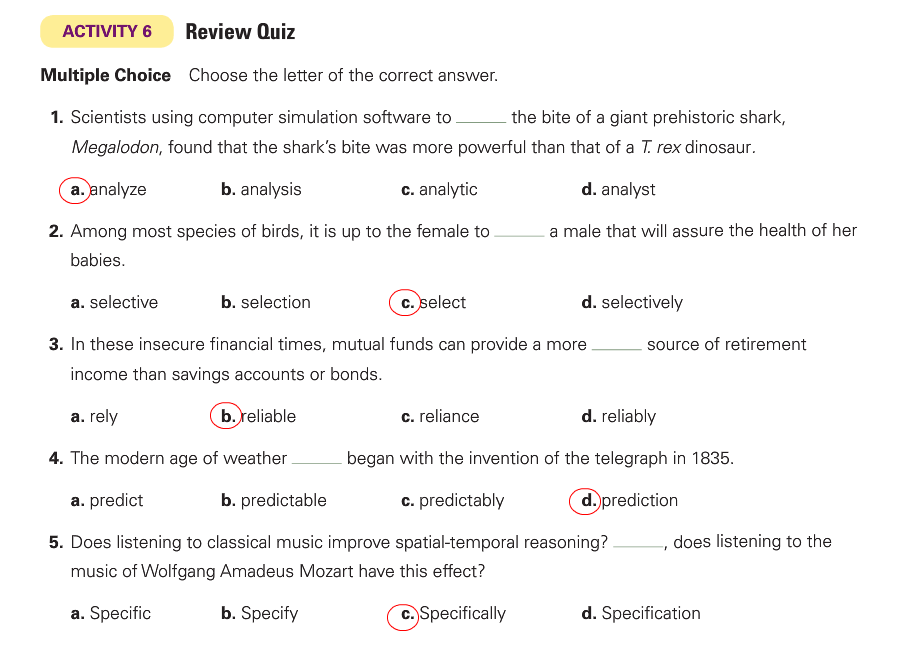 ACTIVITY 6 Review Quiz
Multiple Choice Choose the letter of the correct answer.
1. Scientists using computer simulation software to _____ the bite of a giant prehistoric shark,
Megalodon, found that the shark's bite was more powerful than that of a T. rex dinosaur.
a. analyze b. analysis c. analytic d. analyst
2. Among most species of birds, it is up to the female to _____ a male that will assure the health of her
babies.
a. selective b. selection c. select d. selectively
3. In these insecure financial times, mutual funds can provide a more _____ source of retirement
income than savings accounts or bonds.
a. rely b. reliable c. reliance d. reliably
4. The modern age of weather _____ began with the invention of the telegraph in 1835.
a. predict b. predictable c. predictably d. prediction
5. Does listening to classical music improve spatial-temporal reasoning? _____, does listening to the
music of Wolfgang Amadeus Mozart have this effect?
a. Specific b. Specify c. Specifically d. Specification